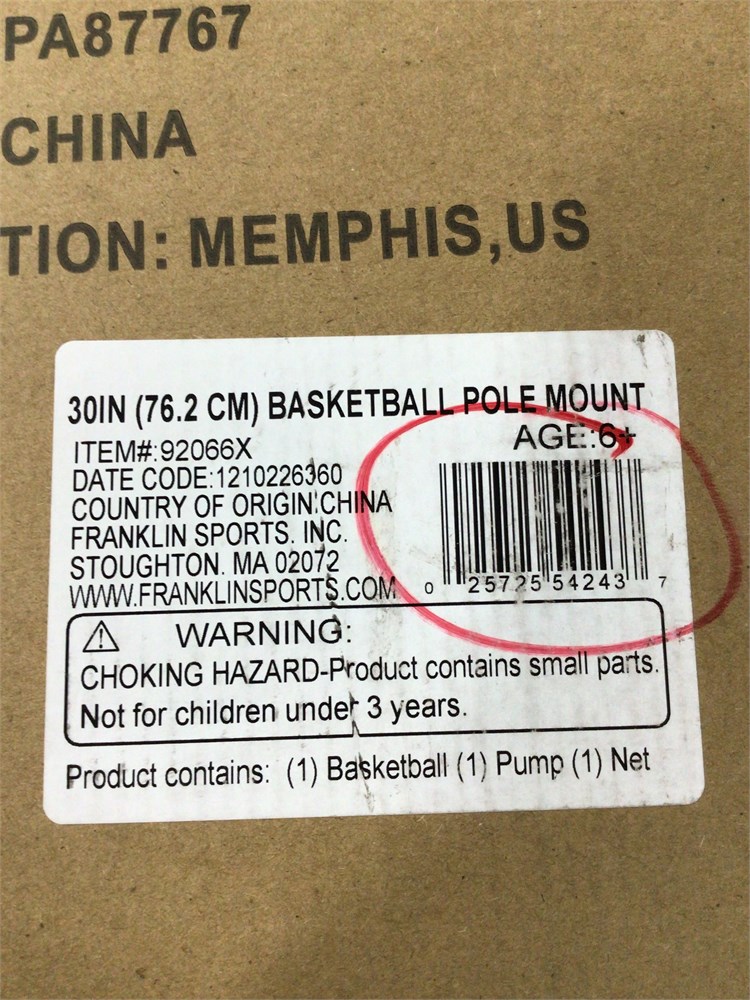 PA87767
CHINA
TION: MEMPHIS,US
30IN (76.2 CM) BASKETBALL POLE MOUNT
AGE:6+
ITEM#:92066X
DATE CODE:1210226360
COUNTRY OF ORIGIN:CHINA
FRANKLIN SPORTS. INC.
STOUGHTON. MA 02072
WWW.FRANKLINSPORTS.COM
0 25725 54243 7
WARNING:
CHOKING HAZARD-Product contains small parts.
Not for children under 3 years.
Product contains: (1) Basketball (1) Pump (1) Net